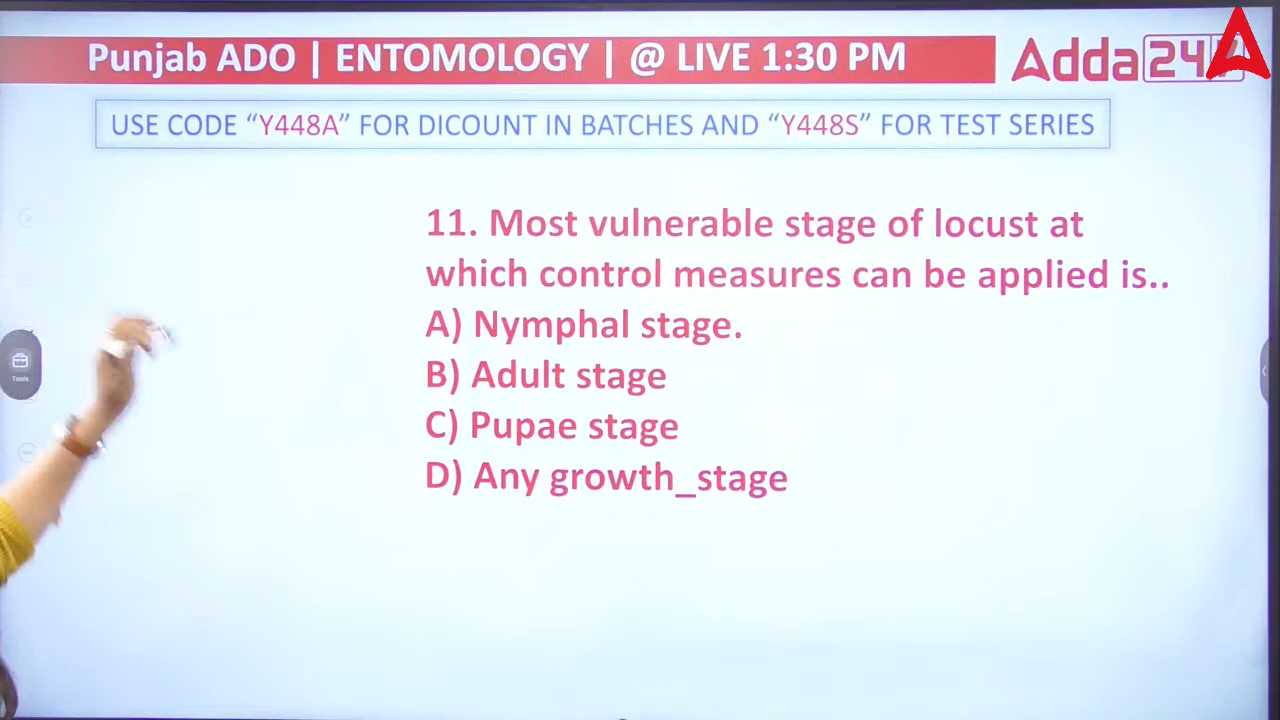 Punjab ADO | ENTOMOLOGY | @ LIVE 1:30 PM
Adda247
USE CODE “Y448A” FOR DICOUNT IN BATCHES AND “Y448S” FOR TEST SERIES
11. Most vulnerable stage of locust at
which control measures can be applied is..
A) Nymphal stage.
B) Adult stage
C) Pupae stage
D) Any growth_stage
Tools